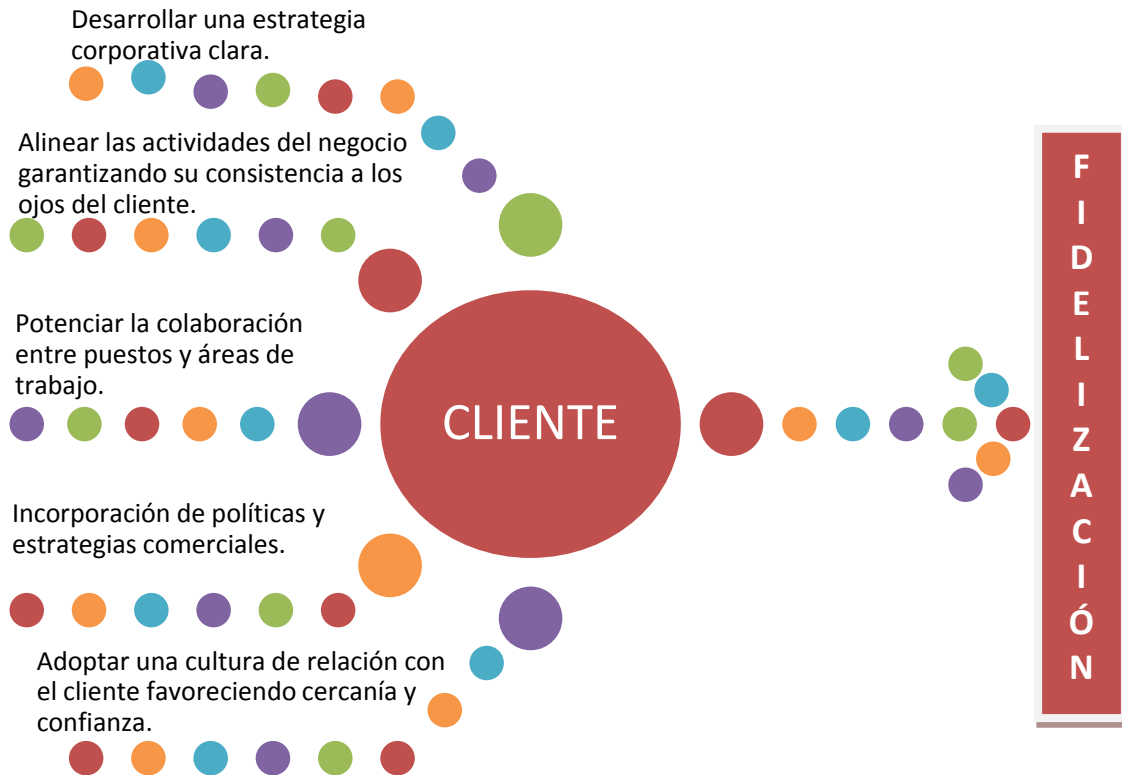 Desarrollar una estrategia
corporativa clara.
Alinear las actividades del negocio
garantizando su consistencia a los
ojos del cliente.
Potenciar la colaboración
entre puestos y áreas de
trabajo.
Incorporación de políticas y
estrategias comerciales.
Adoptar una cultura de relación con
el cliente favoreciendo cercanía y
confianza.
CLIENTE
FIDELIZACIÓN